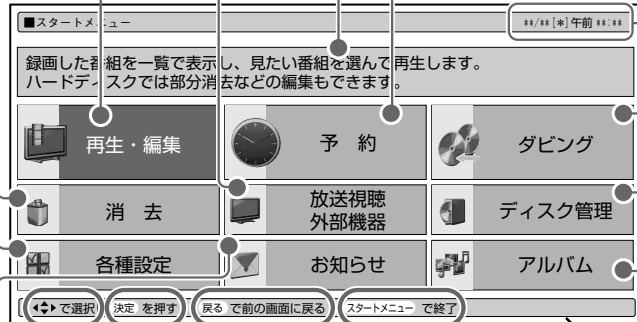 ■スタートメニュー
**/**[*]午前**:**
録画した番組を一覧で表示し、見たい番組を選んで再生します。
ハードディスクでは部分消去などの編集もできます。
再生・編集
予 約
ダビング
消 去
放送視聴
外部機器
ディスク管理
各種設定
お知らせ
アルバム
で選択 決定 を押す 戻る で前の画面に戻る スタートメニュー で終了